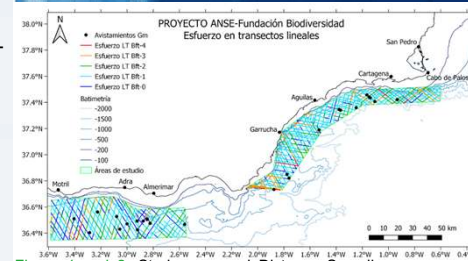 PROYECTO ANSE-Fundación Biodiversidad
Esfuerzo en transectos lineales
N
38.0°N
37.8°N
37.6°N
37.4°N
37.2°N
37.0°N
36.8°N
36.6°N
36.4°N
Avistamientos Gm
Esfuerzo LT Bft-4
Esfuerzo LT Bft-3
Esfuerzo LT Bft-2
Esfuerzo LT Bft-1
Esfuerzo LT Bft-0
Batimetría
-2000
-1500
-1000
-500
-200
-100
Áreas de estudio
San Pedro
Cartagena
Cabo de Palos
Aguilas
Garrucha
Motril
Adra
Almerimar
0 10 20 30 40 50 km
3.6°W 3.4°W 3.2°W 3.0°W 2.8°W 2.6°W 2.4°W 2.2°W 2.0°W 1.8°W 1.6°W 1.4°W 1.2°W 1.0°W 0.8°W 0.6°W